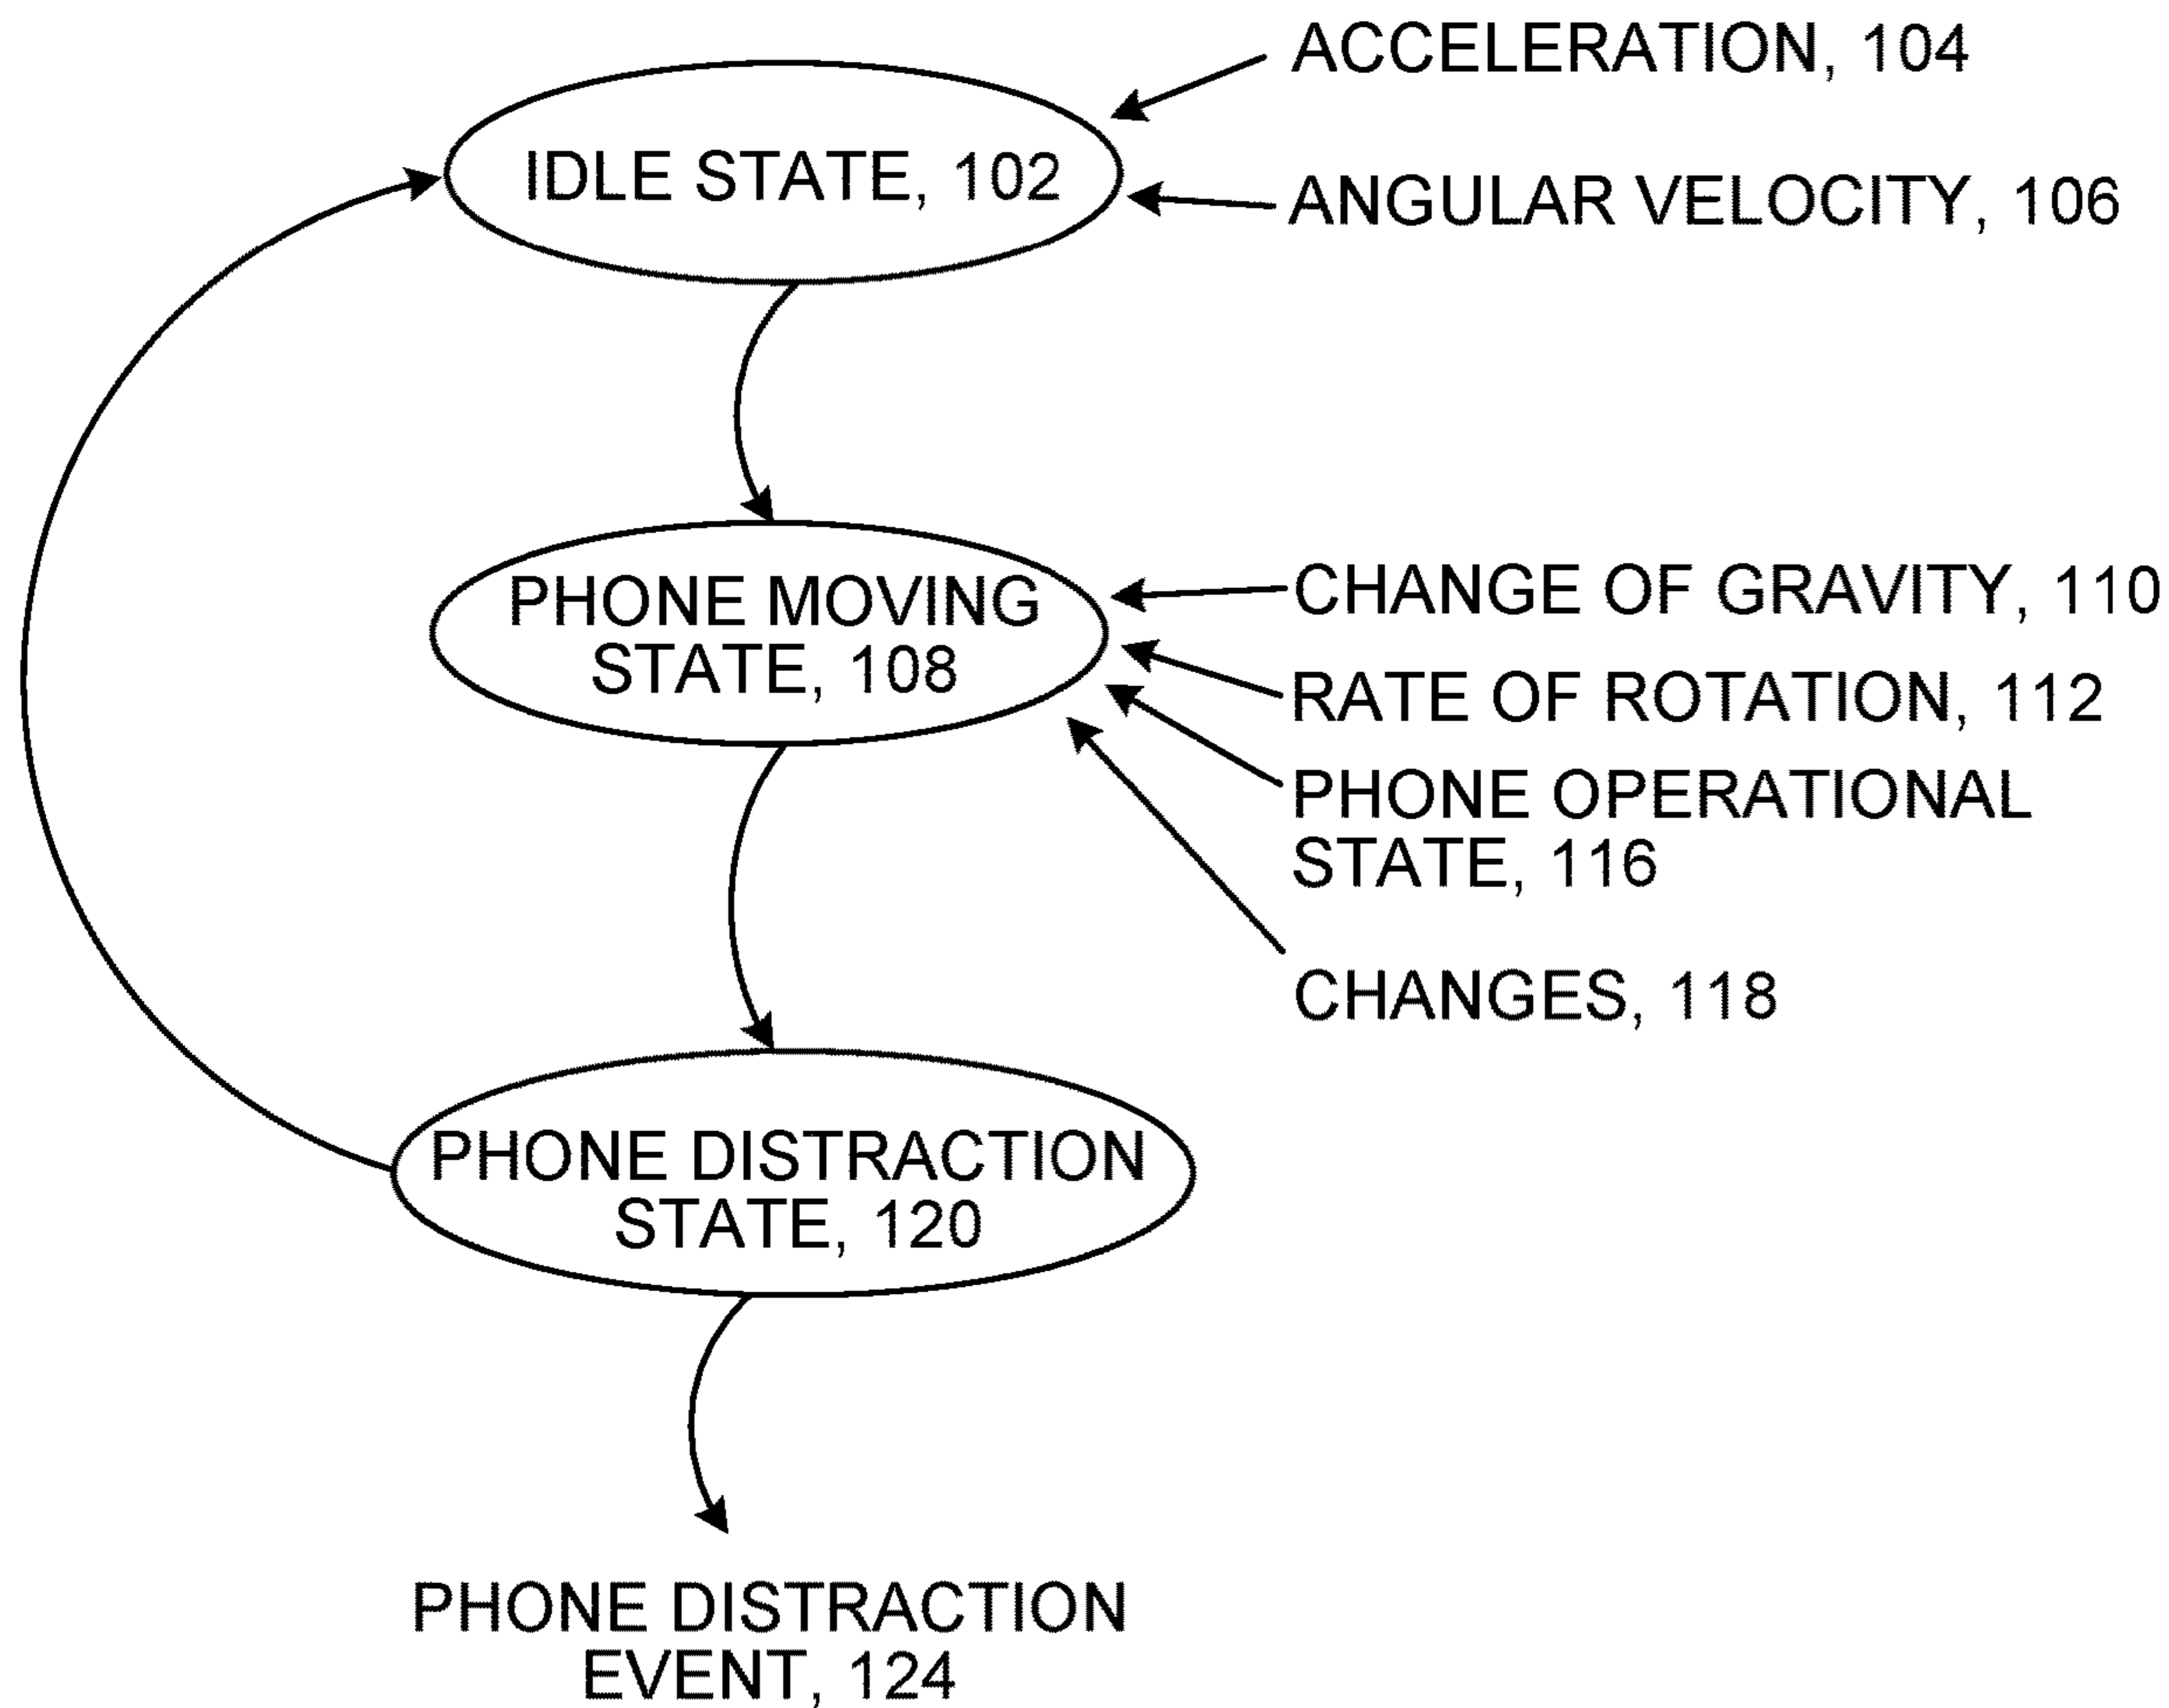 ACCELERATION, 104
IDLE STATE, 102
ANGULAR VELOCITY, 106
PHONE MOVING
STATE, 108
CHANGE OF GRAVITY, 110
RATE OF ROTATION, 112
PHONE OPERATIONAL
STATE, 116
CHANGES, 118
PHONE DISTRACTION
STATE, 120
PHONE DISTRACTION
EVENT, 124